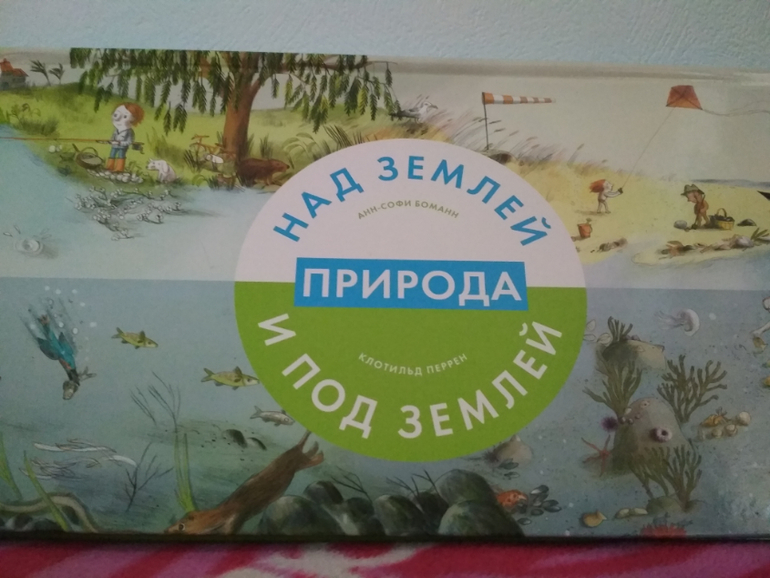 НАД ЗЕМЛЕЙ
АНН-СОФИ БОМАНН
ПРИРОДА
КЛОТИЛЬД ПЕРРЕН
И ПОД ЗЕМЛЕЙ